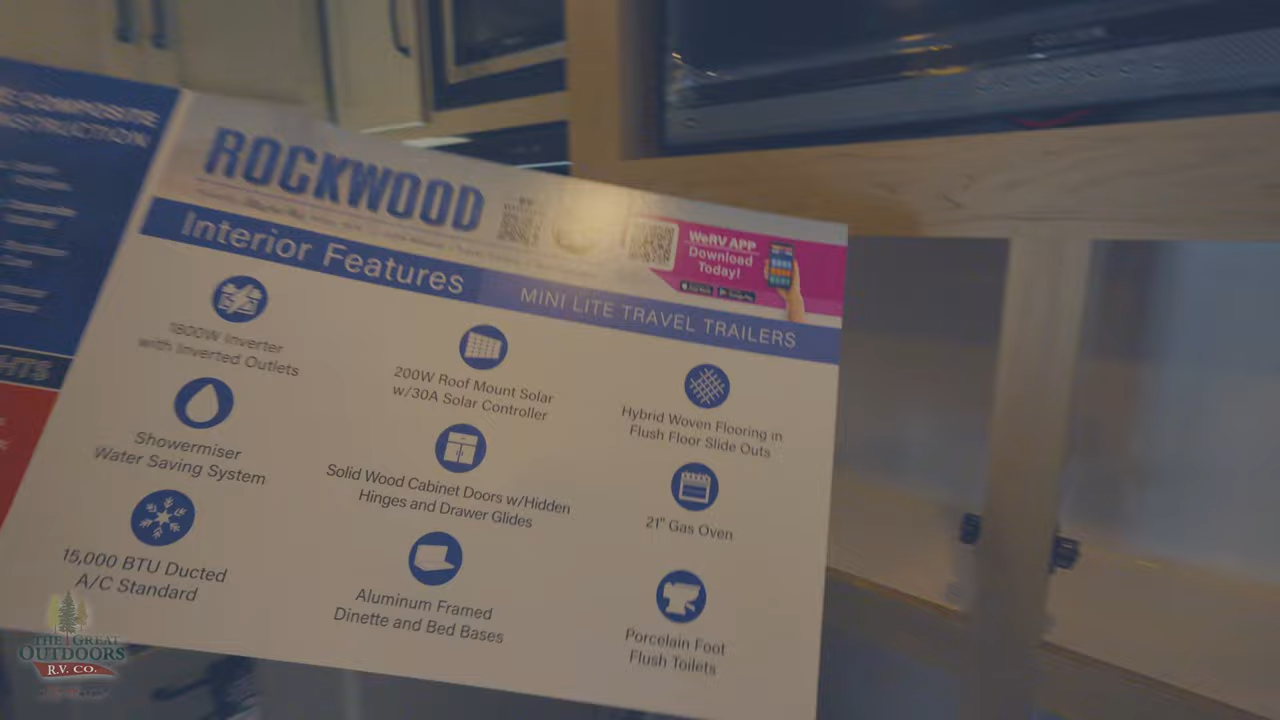 E COMPOSITE
ROCKWOOD
WeRV APP
Download
Today!
Interior Features
MINI LITE TRAVEL TRAILERS
1800W Inverter
with Inverted Outlets
200W Roof Mount Solar
w/30A Solar Controller
Hybrid Woven Flooring in
Flush Floor Slide Outs
Showermiser
Water Saving System
Solid Wood Cabinet Doors w/Hidden
Hinges and Drawer Glides
21" Gas Oven
15,000 BTU Ducted
A/C Standard
Aluminum Framed
Dinette and Bed Bases
Porcelain Foot
Flush Toilets
HTS
THE GREAT
OUTDOORS
R.V. CO.